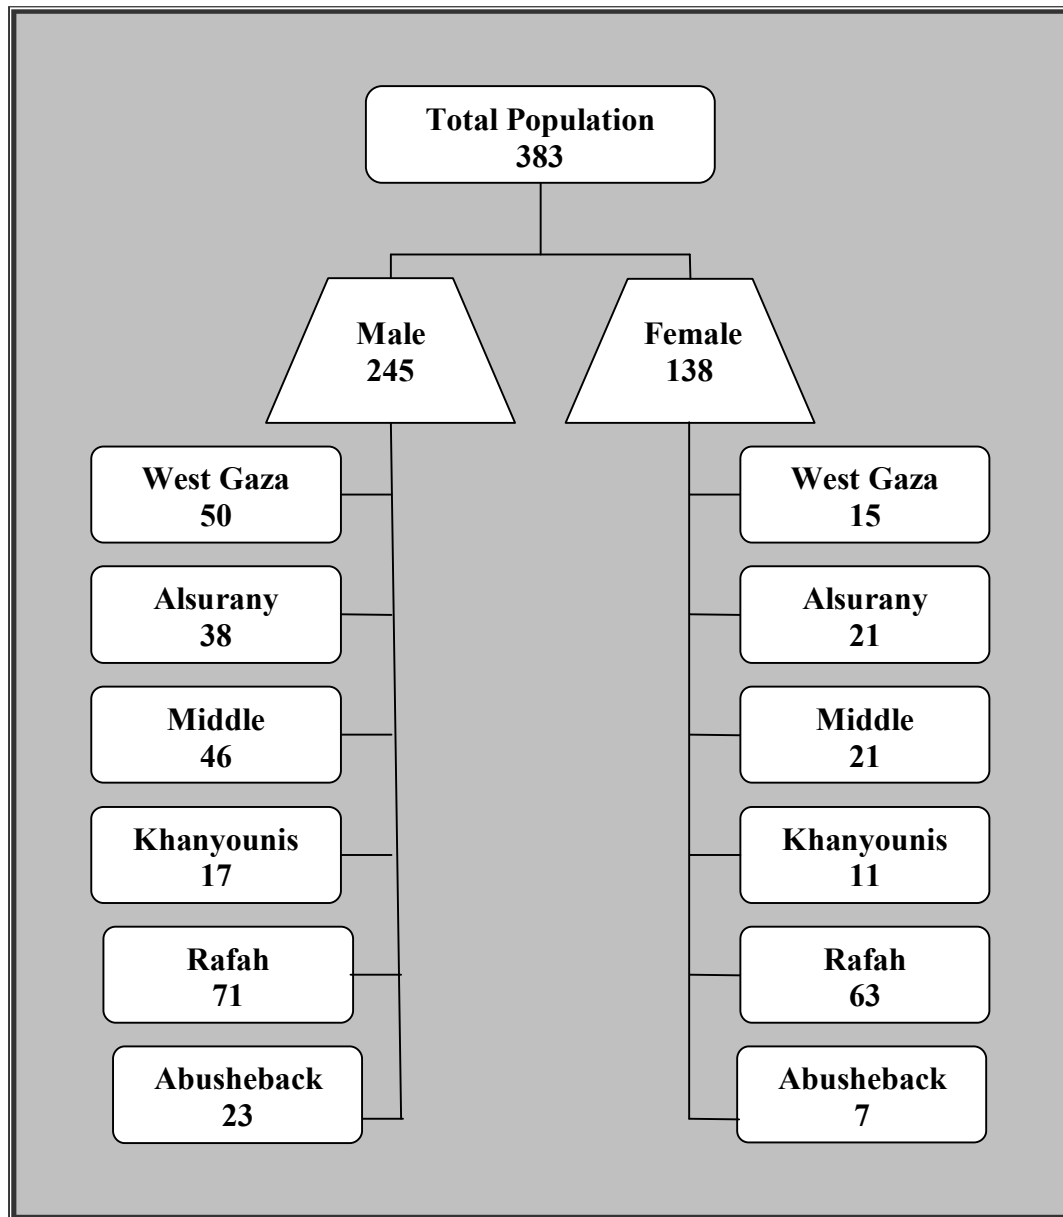 Total Population
383
Male
245
Female
138
West Gaza
50
Alsurany
38
Middle
46
Khanyounis
17
Rafah
71
Abusheback
23
West Gaza
15
Alsurany
21
Middle
21
Khanyounis
11
Rafah
63
Abusheback
7